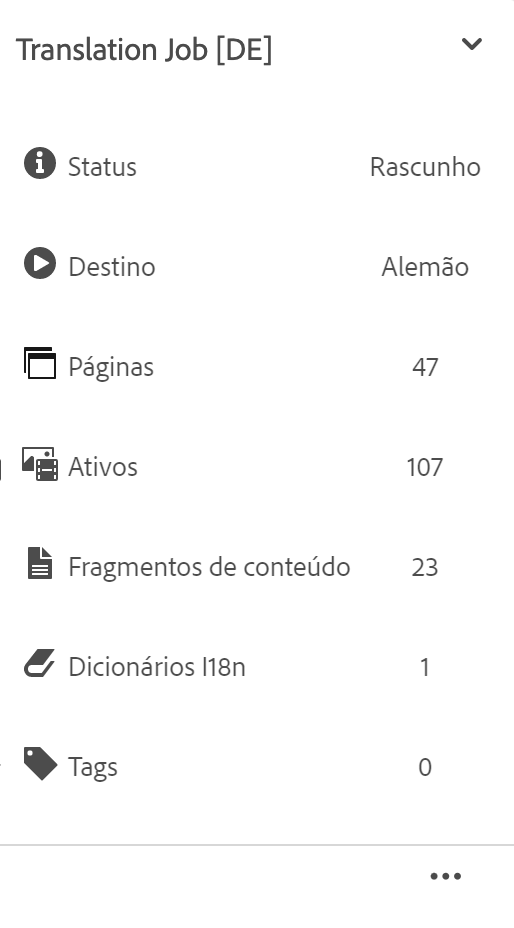 Translation Job [DE]
Status Rascunho
Destino Alemão
Páginas 47
Ativos 107
Fragmentos de conteúdo 23
Dicionários I18n 1
Tags 0